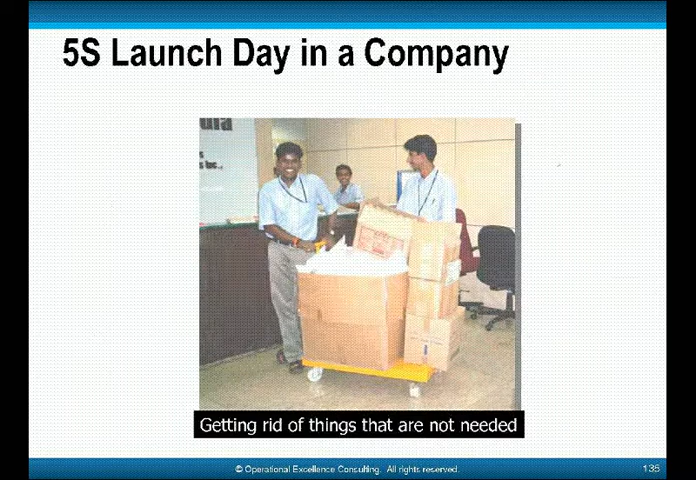 5S Launch Day in a Company
Getting rid of things that are not needed
© Operational Excellence Consulting. All rights reserved.